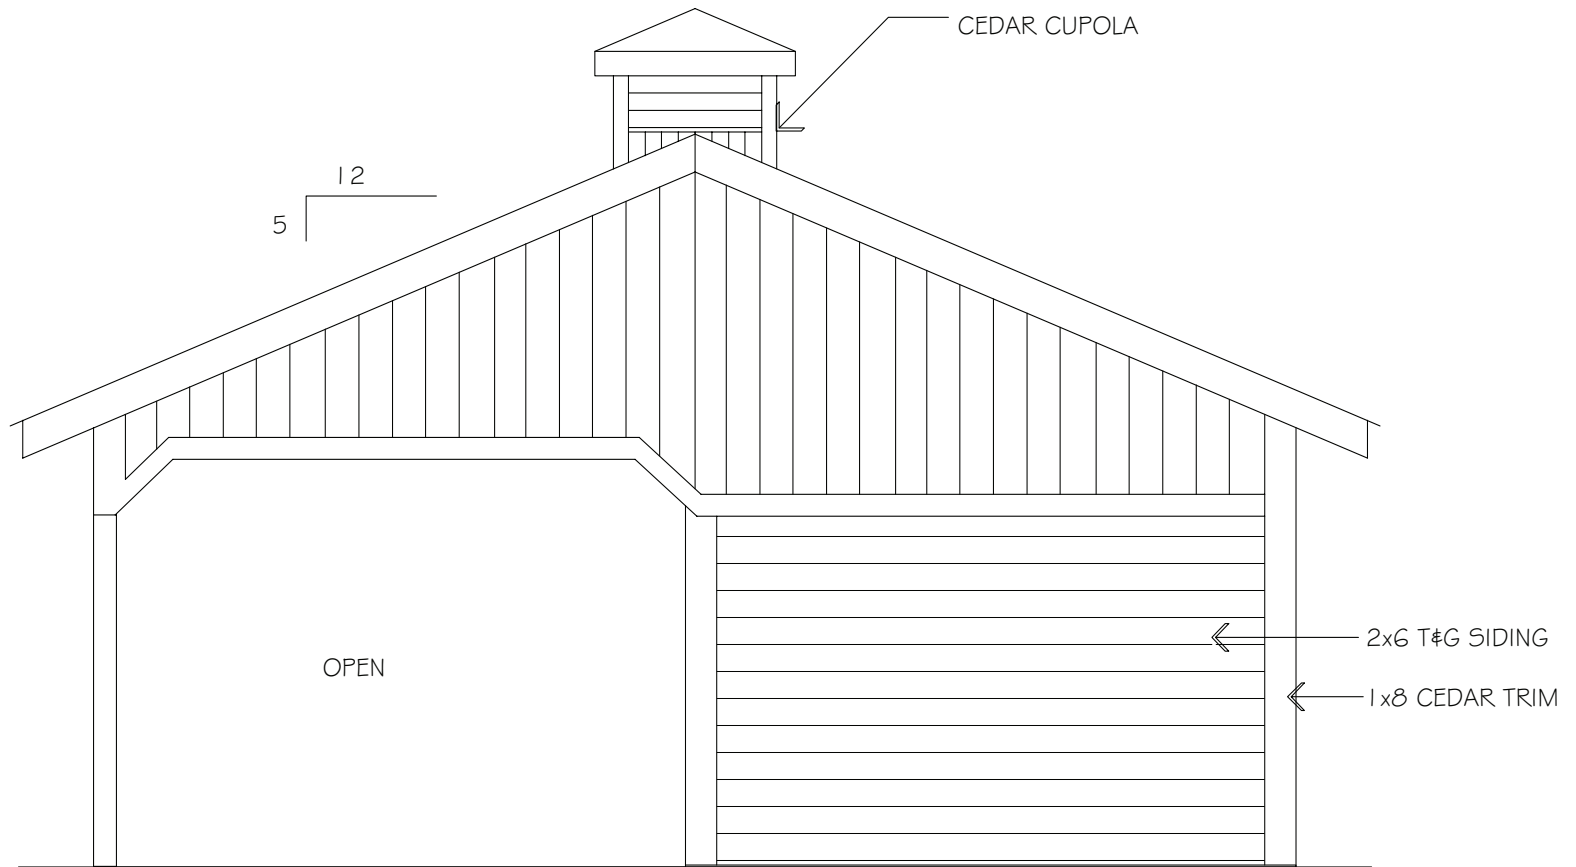 CEDAR CUPOLA
12
5
OPEN
2x6 T&G SIDING
1x8 CEDAR TRIM